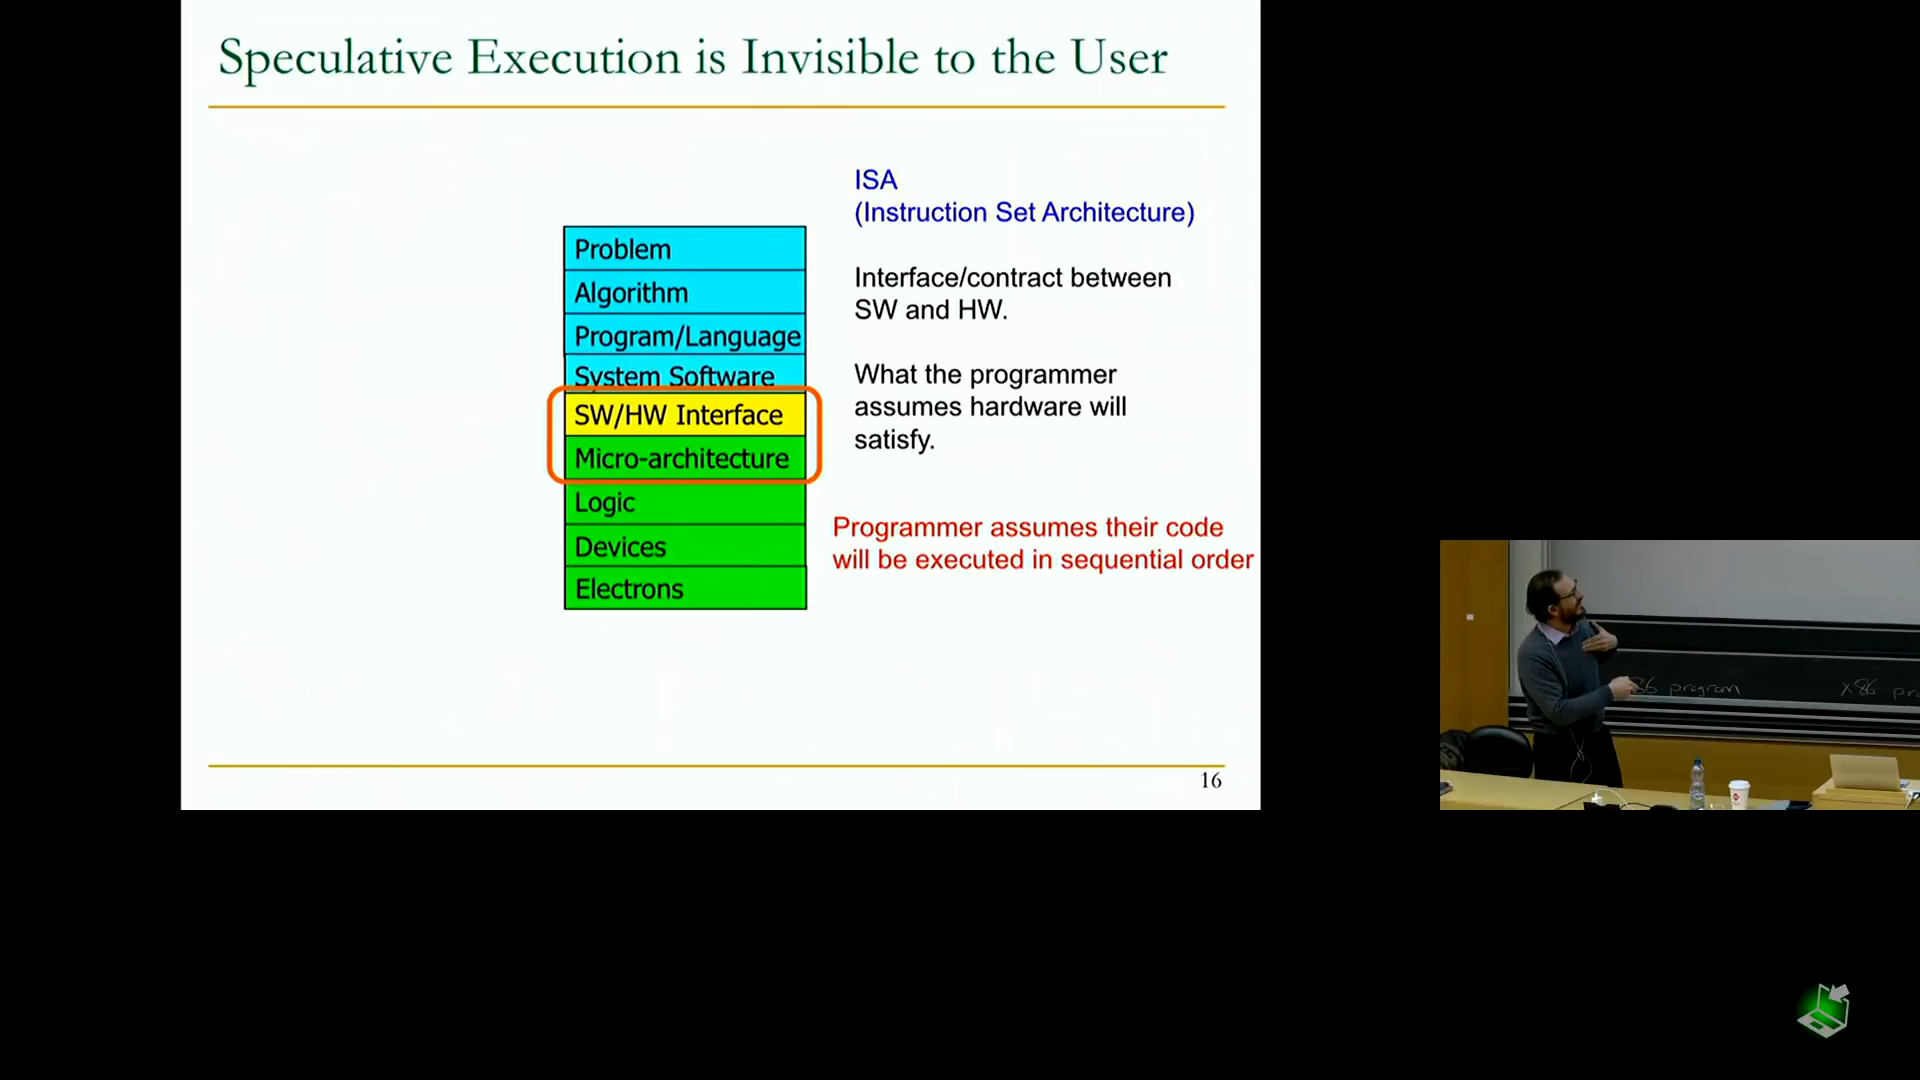 Speculative Execution is Invisible to the User
ISA
(Instruction Set Architecture)
Problem
Algorithm
Program/Language
System Software
SW/HW Interface
Micro-architecture
Logic
Devices
Electrons
Interface/contract between
SW and HW.
What the programmer
assumes hardware will
satisfy.
Programmer assumes their code
will be executed in sequential order
16
program
x86